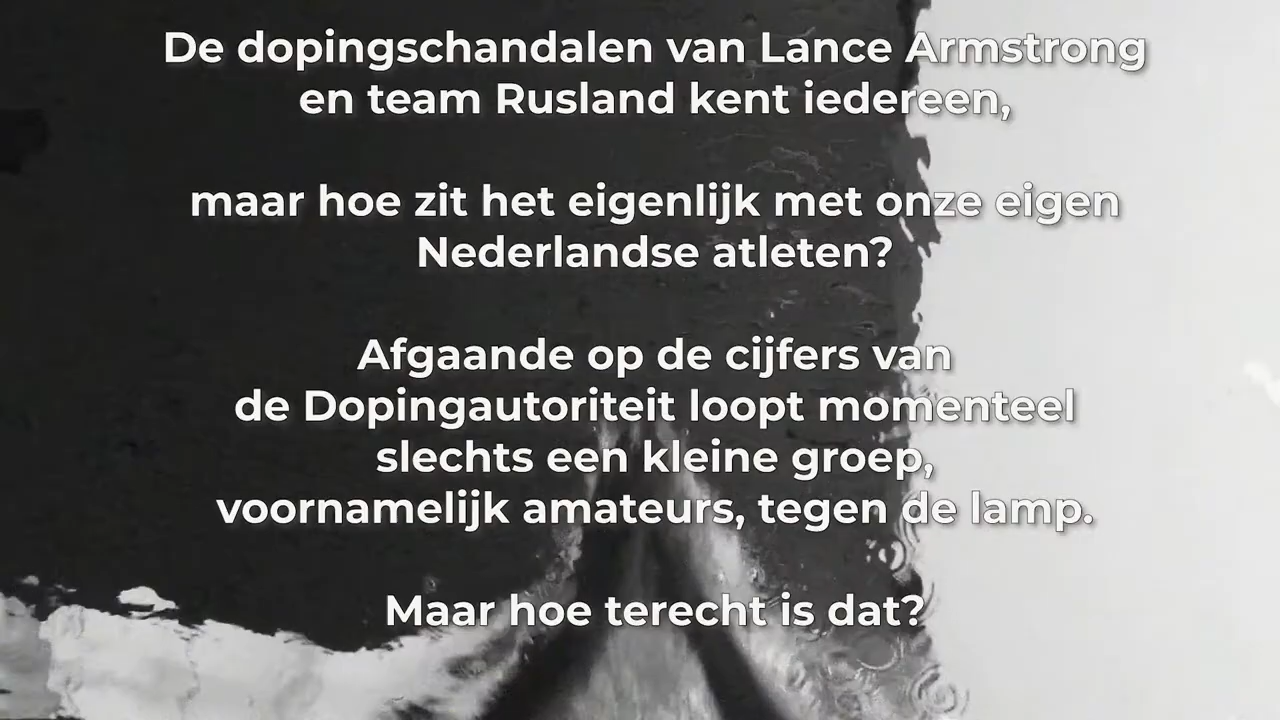 De dopingschandalen van Lance Armstrong
en team Rusland kent iedereen,
maar hoe zit het eigenlijk met onze eigen
Nederlandse atleten?
Afgaande op de cijfers van
de Dopingautoriteit loopt momenteel
slechts een kleine groep,
voornamelijk amateurs, tegen de lamp.
Maar hoe terecht is dat?